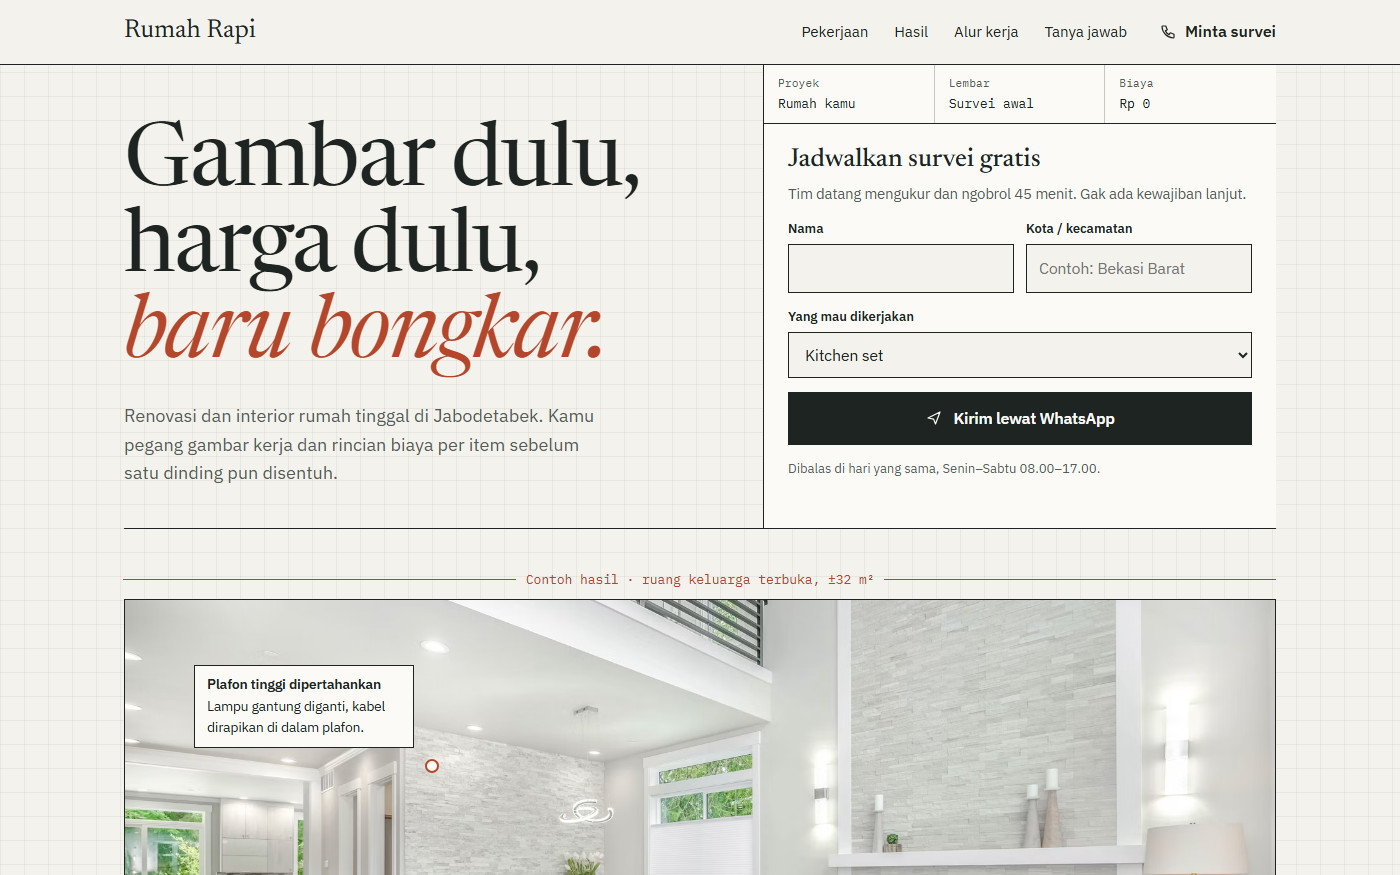 Rumah Rapi
Pekerjaan
Hasil
Alur kerja
Tanya jawab
Minta survei
Gambar dulu,
harga dulu,
baru bongkar.
Renovasi dan interior rumah tinggal di Jabodetabek. Kamu
pegang gambar kerja dan rincian biaya per item sebelum
satu dinding pun disentuh.
Proyek
Rumah kamu
Lembar
Survei awal
Biaya
Rp 0
Jadwalkan survei gratis
Tim datang mengukur dan ngobrol 45 menit. Gak ada kewajiban lanjut.
Nama
Kota / kecamatan
Contoh: Bekasi Barat
Yang mau dikerjakan
Kitchen set
Kirim lewat WhatsApp
Dibalas di hari yang sama, Senin–Sabtu 08.00–17.00.
Contoh hasil · ruang keluarga terbuka, ±32 m²
Plafon tinggi dipertahankan
Lampu gantung diganti, kabel
dirapikan di dalam plafon.